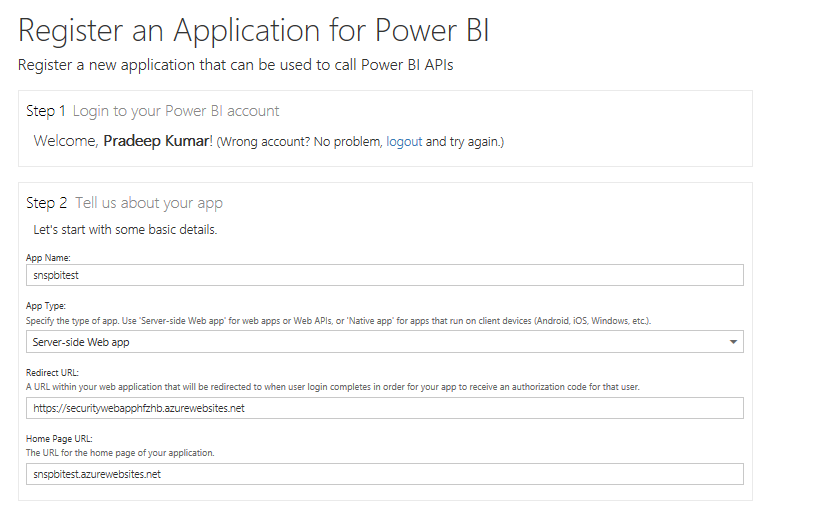 Register an Application for Power BI
Register a new application that can be used to call Power BI APIs
Step 1 Login to your Power BI account
Welcome, Pradeep Kumar! (Wrong account? No problem, logout and try again.)
Step 2 Tell us about your app
Let's start with some basic details.
App Name:
snspbitest
App Type:
Specify the type of app. Use 'Server-side Web app' for web apps or Web APIs, or 'Native app' for apps that run on client devices (Android, iOS, Windows, etc.).
Server-side Web app
Redirect URL:
A URL within your web application that will be redirected to when user login completes in order for your app to receive an authorization code for that user.
https://securitywebapphfzhb.azurewebsites.net
Home Page URL:
The URL for the home page of your application.
snspbitest.azurewebsites.net